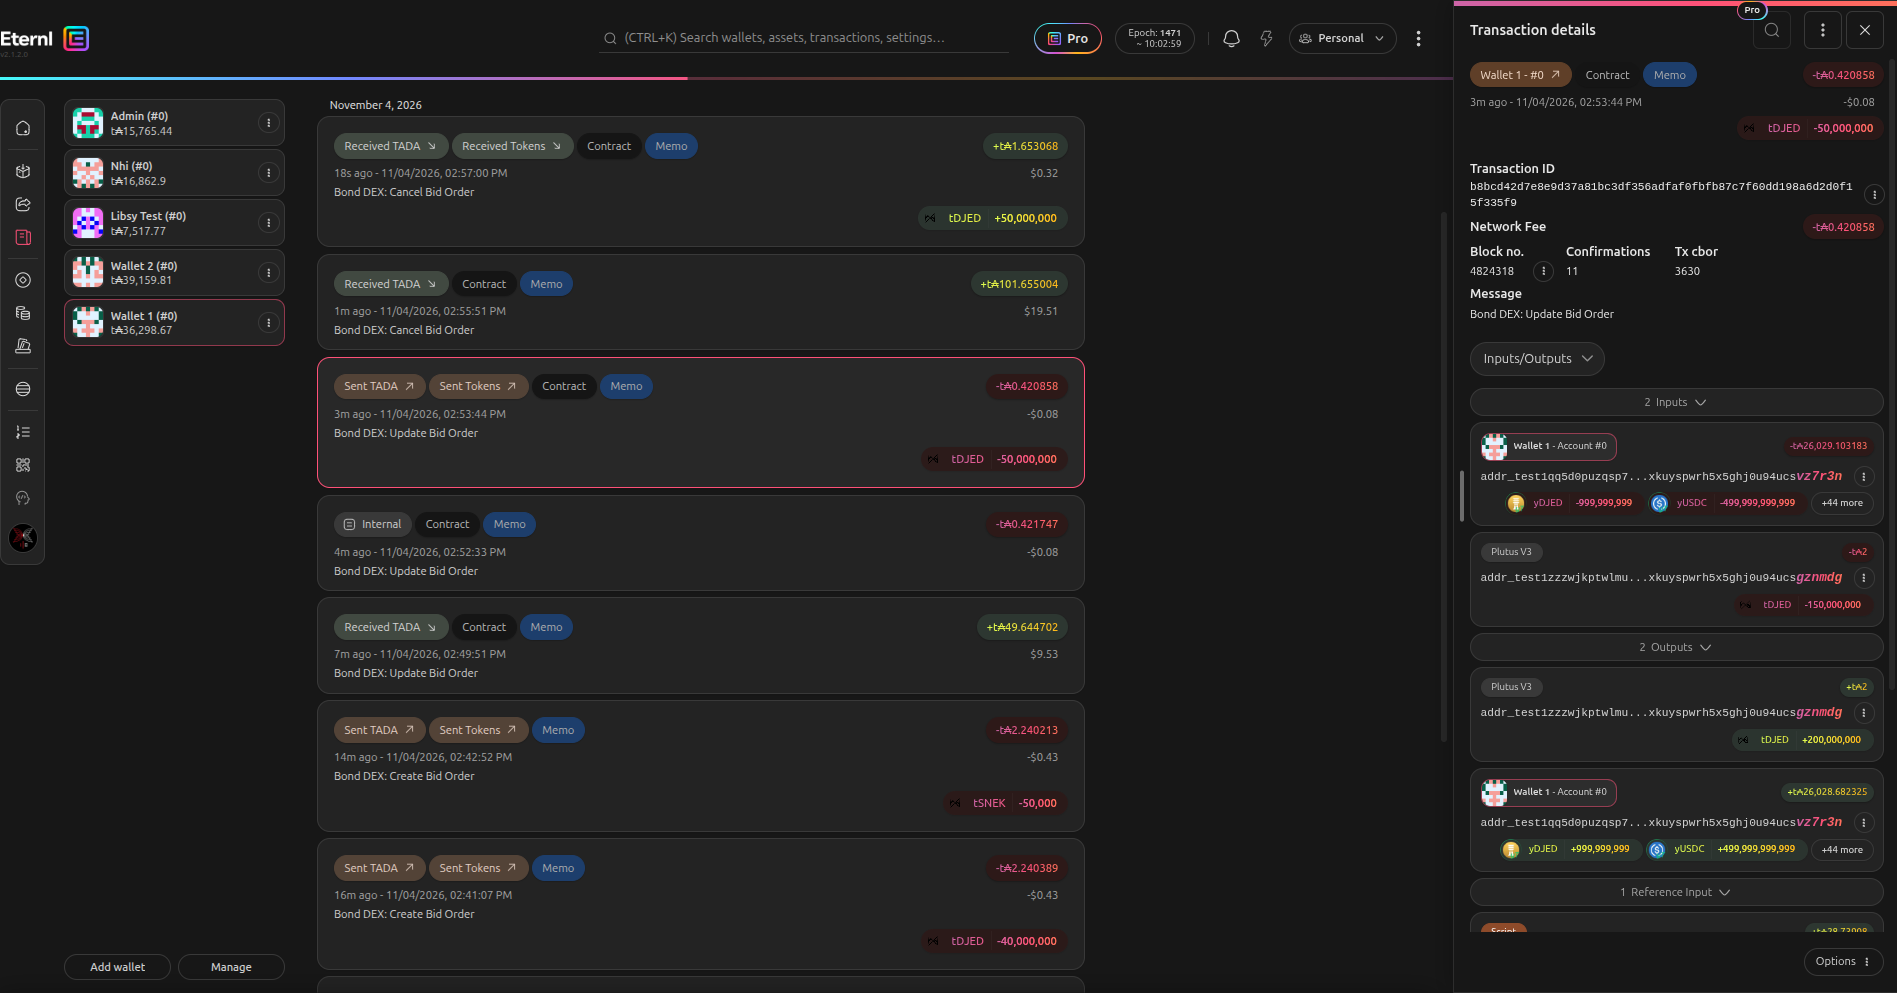 Eternl
v2.1.2.0
(CTRL+K) Search wallets, assets, transactions, settings...
Pro
Epoch: 1471
~ 10:02:59
Personal
Admin (#0)
t₳15,765.44
Nhi (#0)
t₳16,862.9
Libsy Test (#0)
t₳7,517.77
Wallet 2 (#0)
t₳39,159.81
Wallet 1 (#0)
t₳36,298.67
Add wallet
Manage
November 4, 2026
Received TADA ↘ Received Tokens ↘ Contract Memo +t₳1.653068
18s ago - 11/04/2026, 02:57:00 PM $0.32
Bond DEX: Cancel Bid Order
tDJED +50,000,000
Received TADA ↘ Contract Memo +t₳101.655004
1m ago - 11/04/2026, 02:55:51 PM $19.51
Bond DEX: Cancel Bid Order
Sent TADA ↗ Sent Tokens ↗ Contract Memo -t₳0.420858
3m ago - 11/04/2026, 02:53:44 PM -$0.08
Bond DEX: Update Bid Order
tDJED -50,000,000
Internal Contract Memo -t₳0.421747
4m ago - 11/04/2026, 02:52:33 PM -$0.08
Bond DEX: Update Bid Order
Received TADA ↘ Contract Memo +t₳49.644702
7m ago - 11/04/2026, 02:49:51 PM $9.53
Bond DEX: Update Bid Order
Sent TADA ↗ Sent Tokens ↗ Memo -t₳2.240213
14m ago - 11/04/2026, 02:42:52 PM -$0.43
Bond DEX: Create Bid Order
tSNEK -50,000
Sent TADA ↗ Sent Tokens ↗ Memo -t₳2.240389
16m ago - 11/04/2026, 02:41:07 PM -$0.43
Bond DEX: Create Bid Order
tDJED -40,000,000
Pro
Transaction details
Wallet 1 - #0 ↗ Contract Memo -t₳0.420858
3m ago - 11/04/2026, 02:53:44 PM -$0.08
tDJED -50,000,000
Transaction ID
b8bcd42d7e8e9d37a81bc3df356adfaf0fbfb87c7f60dd198a6d2d0f1
5f335f9
Network Fee -t₳0.420858
Block no. Confirmations Tx cbor
4824318 11 3630
Message
Bond DEX: Update Bid Order
Inputs/Outputs
2 Inputs
Wallet 1 - Account #0 -t₳26,029.103183
addr_test1qq5d0puzqsp7...xkuyspwrh5x5ghj0u94ucsvz7r3n
yDJED -999,999,999 yUSDC -499,999,999,999 +44 more
Plutus V3 -t₳2
addr_test1zzzwjkptwlmu...xkuyspwrh5x5ghj0u94ucsgznmdg
tDJED -150,000,000
2 Outputs
Plutus V3 +t₳2
addr_test1zzzwjkptwlmu...xkuyspwrh5x5ghj0u94ucsgznmdg
tDJED +200,000,000
Wallet 1 - Account #0 +t₳26,028.682325
addr_test1qq5d0puzqsp7...xkuyspwrh5x5ghj0u94ucsvz7r3n
yDJED +999,999,999 yUSDC +499,999,999,999 +44 more
1 Reference Input
Script +t₳28.73008
Options